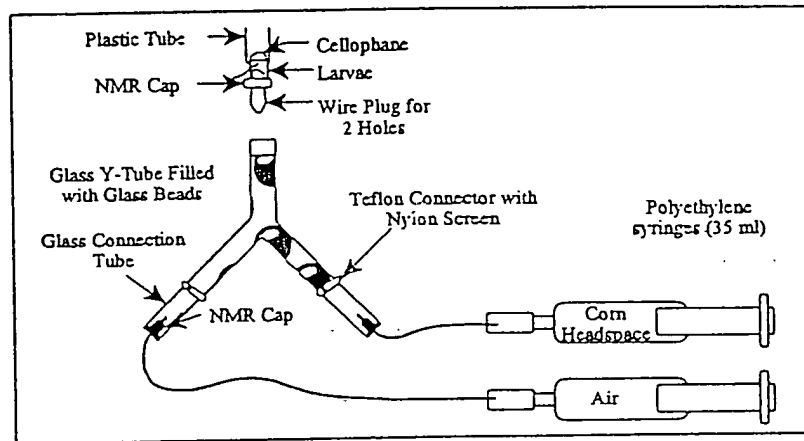 Plastic Tube
Cellophane
Larvae
NMR Cap
Wire Plug for
2 Holes
Glass Y-Tube Filled
with Glass Beads
Teflon Connector with
Nylon Screen
Polyethylene
syringes (35 ml)
Glass Connection
Tube
NMR Cap
Corn
Headspace
Air